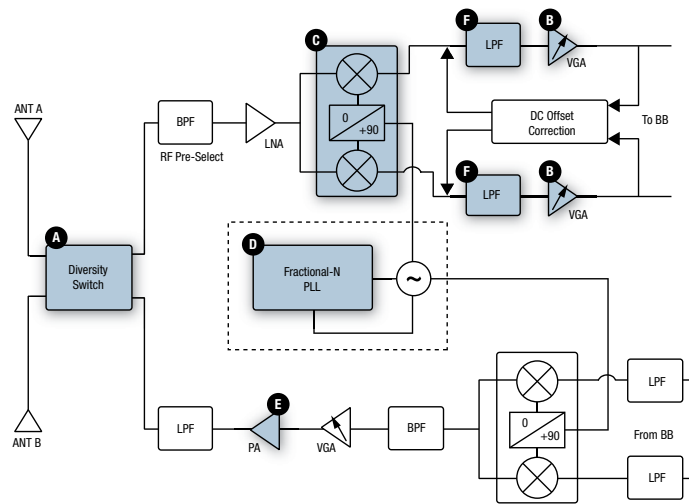 F
B
LPF
VGA
C
ANT A
BPF
RF Pre-Select
LNA
0
+90
DC Offset
Correction
To BB
F
B
LPF
VGA
A
Diversity
Switch
D
Fractional-N
PLL
~
ANT B
LPF
E
PA
VGA
BPF
0
+90
LPF
From BB
LPF